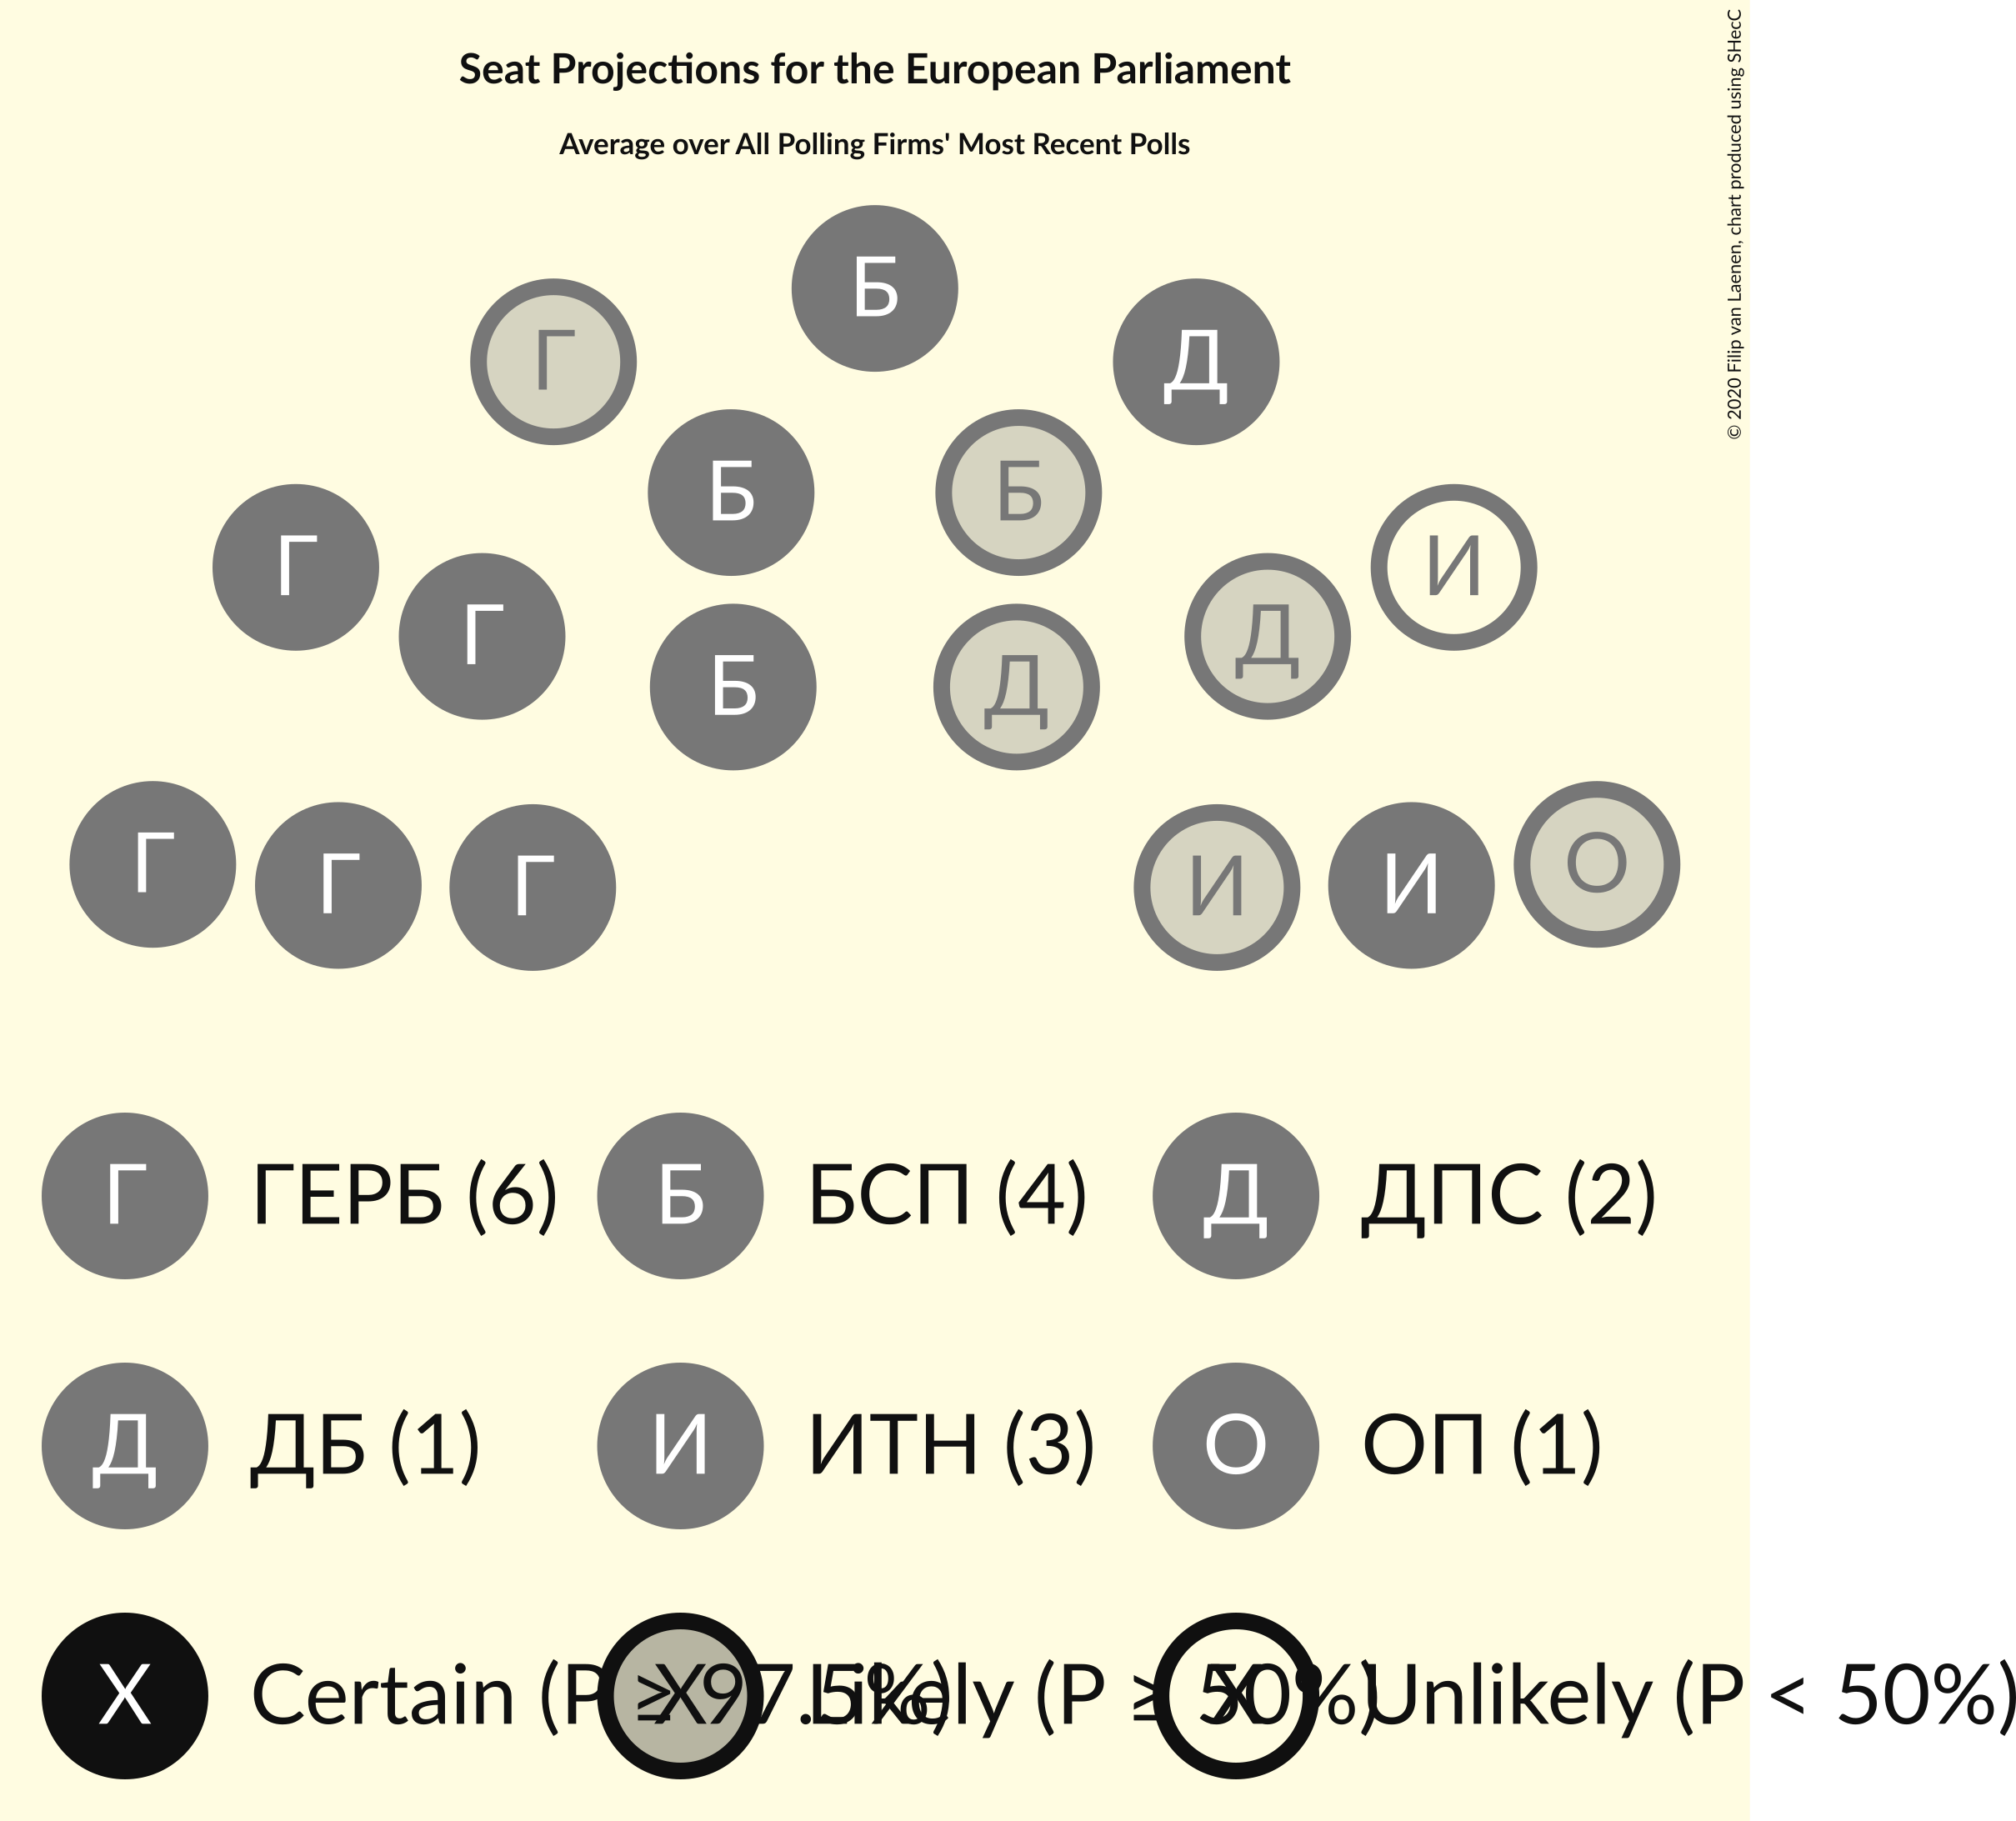 Seat Projections for the European Parliament
Average over All Polling Firms' Most Recent Polls
© 2020 Filip van Laenen, chart produced using SHecC
Б
Г Д
Б Б
Г И
Г Д
Б Д
Г О
Г И
Г И
Г ГЕРБ (6) Б БСП (4) Д ДПС (2)
Д ДБ (1) И ИТН (3) О ОП (1)
X Certain (P ≥ 97.5%) X Likely (P ≥ 50%) X Unlikely (P < 50%)